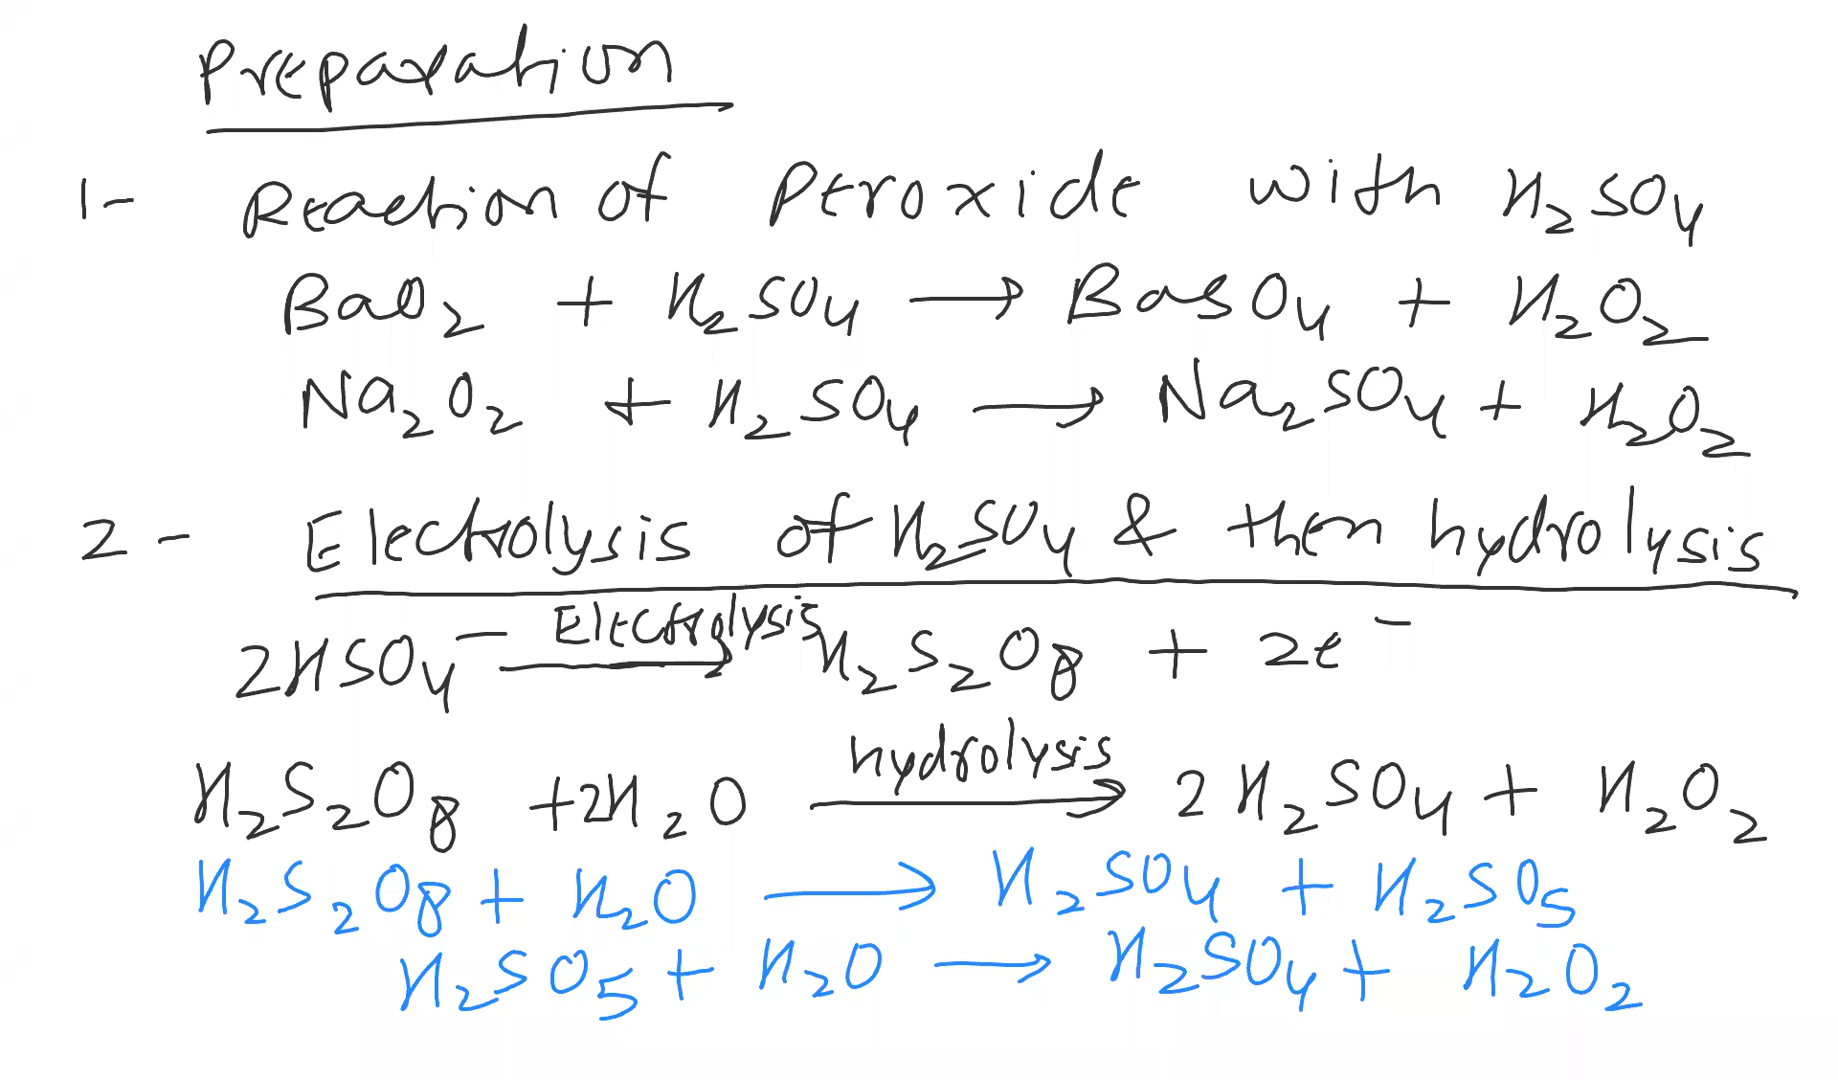 Preparation
1- Reaction of Peroxide with H₂SO₄
BaO₂ + H₂SO₄ → BaSO₄ + H₂O₂
Na₂O₂ + H₂SO₄ → Na₂SO₄ + H₂O₂
2- Electrolysis of H₂SO₄ & then hydrolysis
2HSO₄⁻ Electrolysis→ H₂S₂O₈ + 2e⁻
hydrolysis
H₂S₂O₈ + 2H₂O → 2H₂SO₄ + H₂O₂
H₂S₂O₈ + H₂O → H₂SO₄ + H₂SO₅
H₂SO₅ + H₂O → H₂SO₄ + H₂O₂